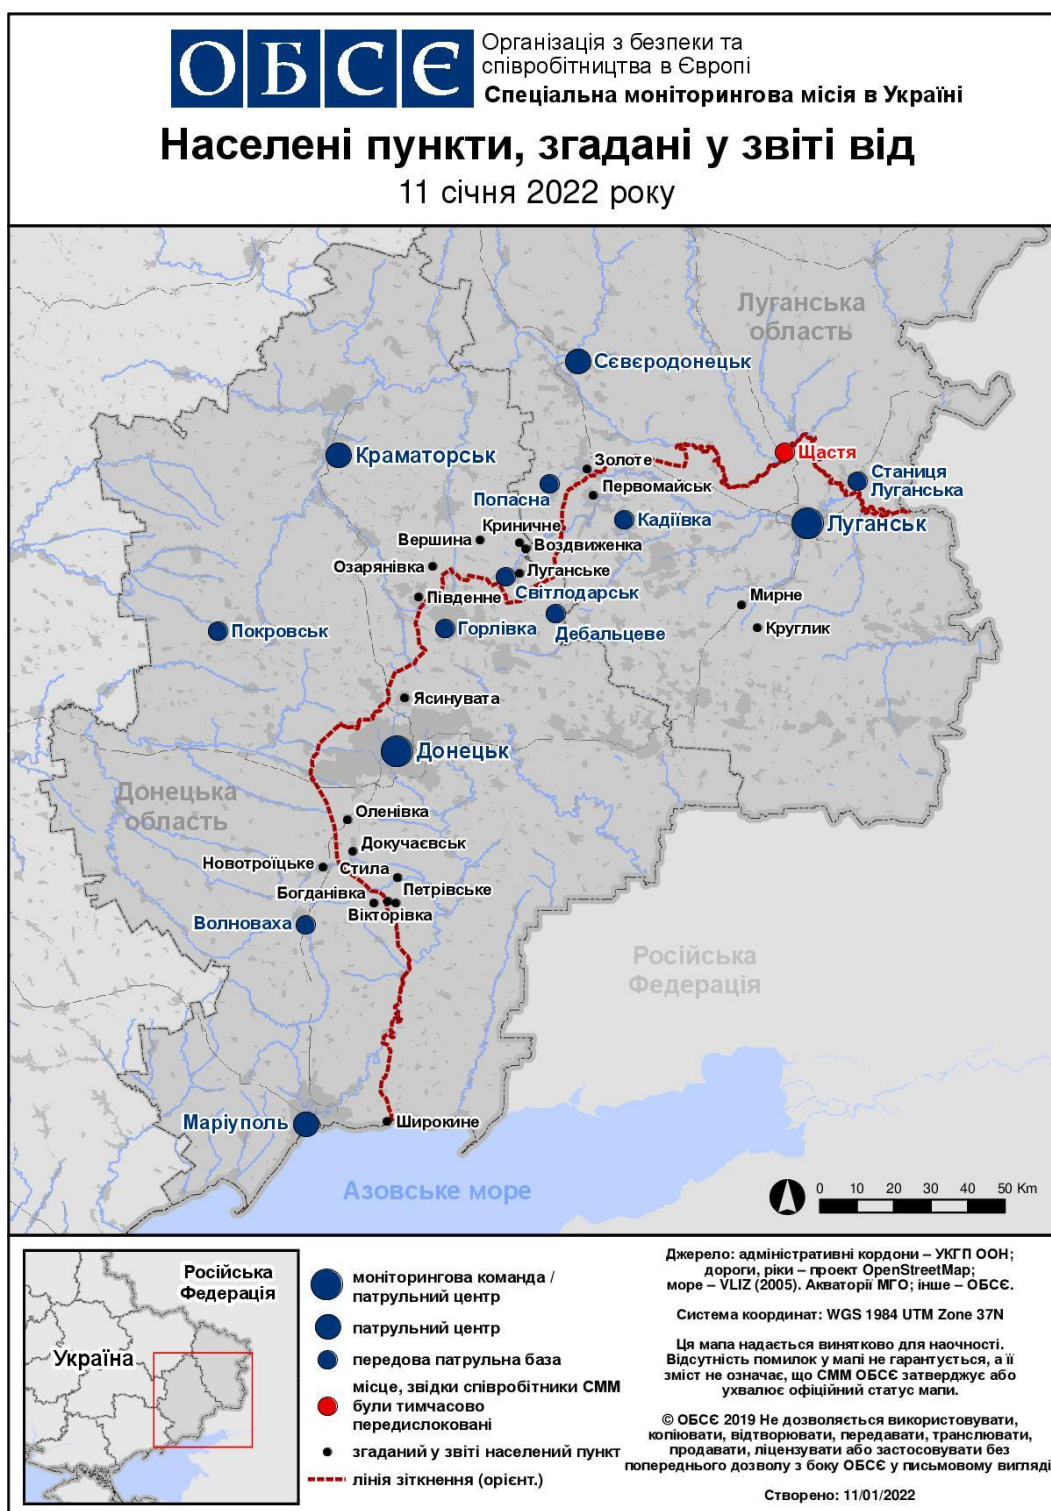 ОБСЄ
Організація з безпеки та
співробітництва в Європі
Спеціальна моніторингова місія в Україні
Населені пункти, згадані у звіті від
11 січня 2022 року
Луганська
область
Сєвєродонецьк
Краматорськ
Золоте
Щастя
Попасна
Первомайськ
Станиця
Луганська
Криничне
Кадіївка
Луганськ
Вершина
Воздвиженка
Озарянівка
Луганське
Південне
Світлодарськ
Мирне
Покровськ
Горлівка
Дебальцеве
Круглик
Ясинувата
Донецьк
Донецька
область
Оленівка
Докучаєвськ
Новотроїцьке
Стила
Богданівка
Петрівське
Вікторівка
Волноваха
Російська
Федерація
Маріуполь
Широкине
Азовське море
0 10 20 30 40 50 Km
Російська
Федерація
Україна
моніторингова команда /
патрульний центр
патрульний центр
передова патрульна база
місце, звідки співробітники СММ
були тимчасово
передислоковані
згаданий у звіті населений пункт
лінія зіткнення (орієнт.)
Джерело: адміністративні кордони – УКГП ООН;
дороги, ріки – проект OpenStreetMap;
море – VLIZ (2005). Акваторії МГО; інше – ОБСЄ.
Система координат: WGS 1984 UTM Zone 37N
Ця мапа надається винятково для наочності.
Відсутність помилок у мапі не гарантується, а її
зміст не означає, що СММ ОБСЄ затверджує або
ухвалює офіційний статус мапи.
© ОБСЄ 2019 Не дозволяється використовувати,
копіювати, відтворювати, передавати, транслювати,
продавати, ліцензувати або застосовувати без
попереднього дозволу з боку ОБСЄ у письмовому вигляді
Створено: 11/01/2022